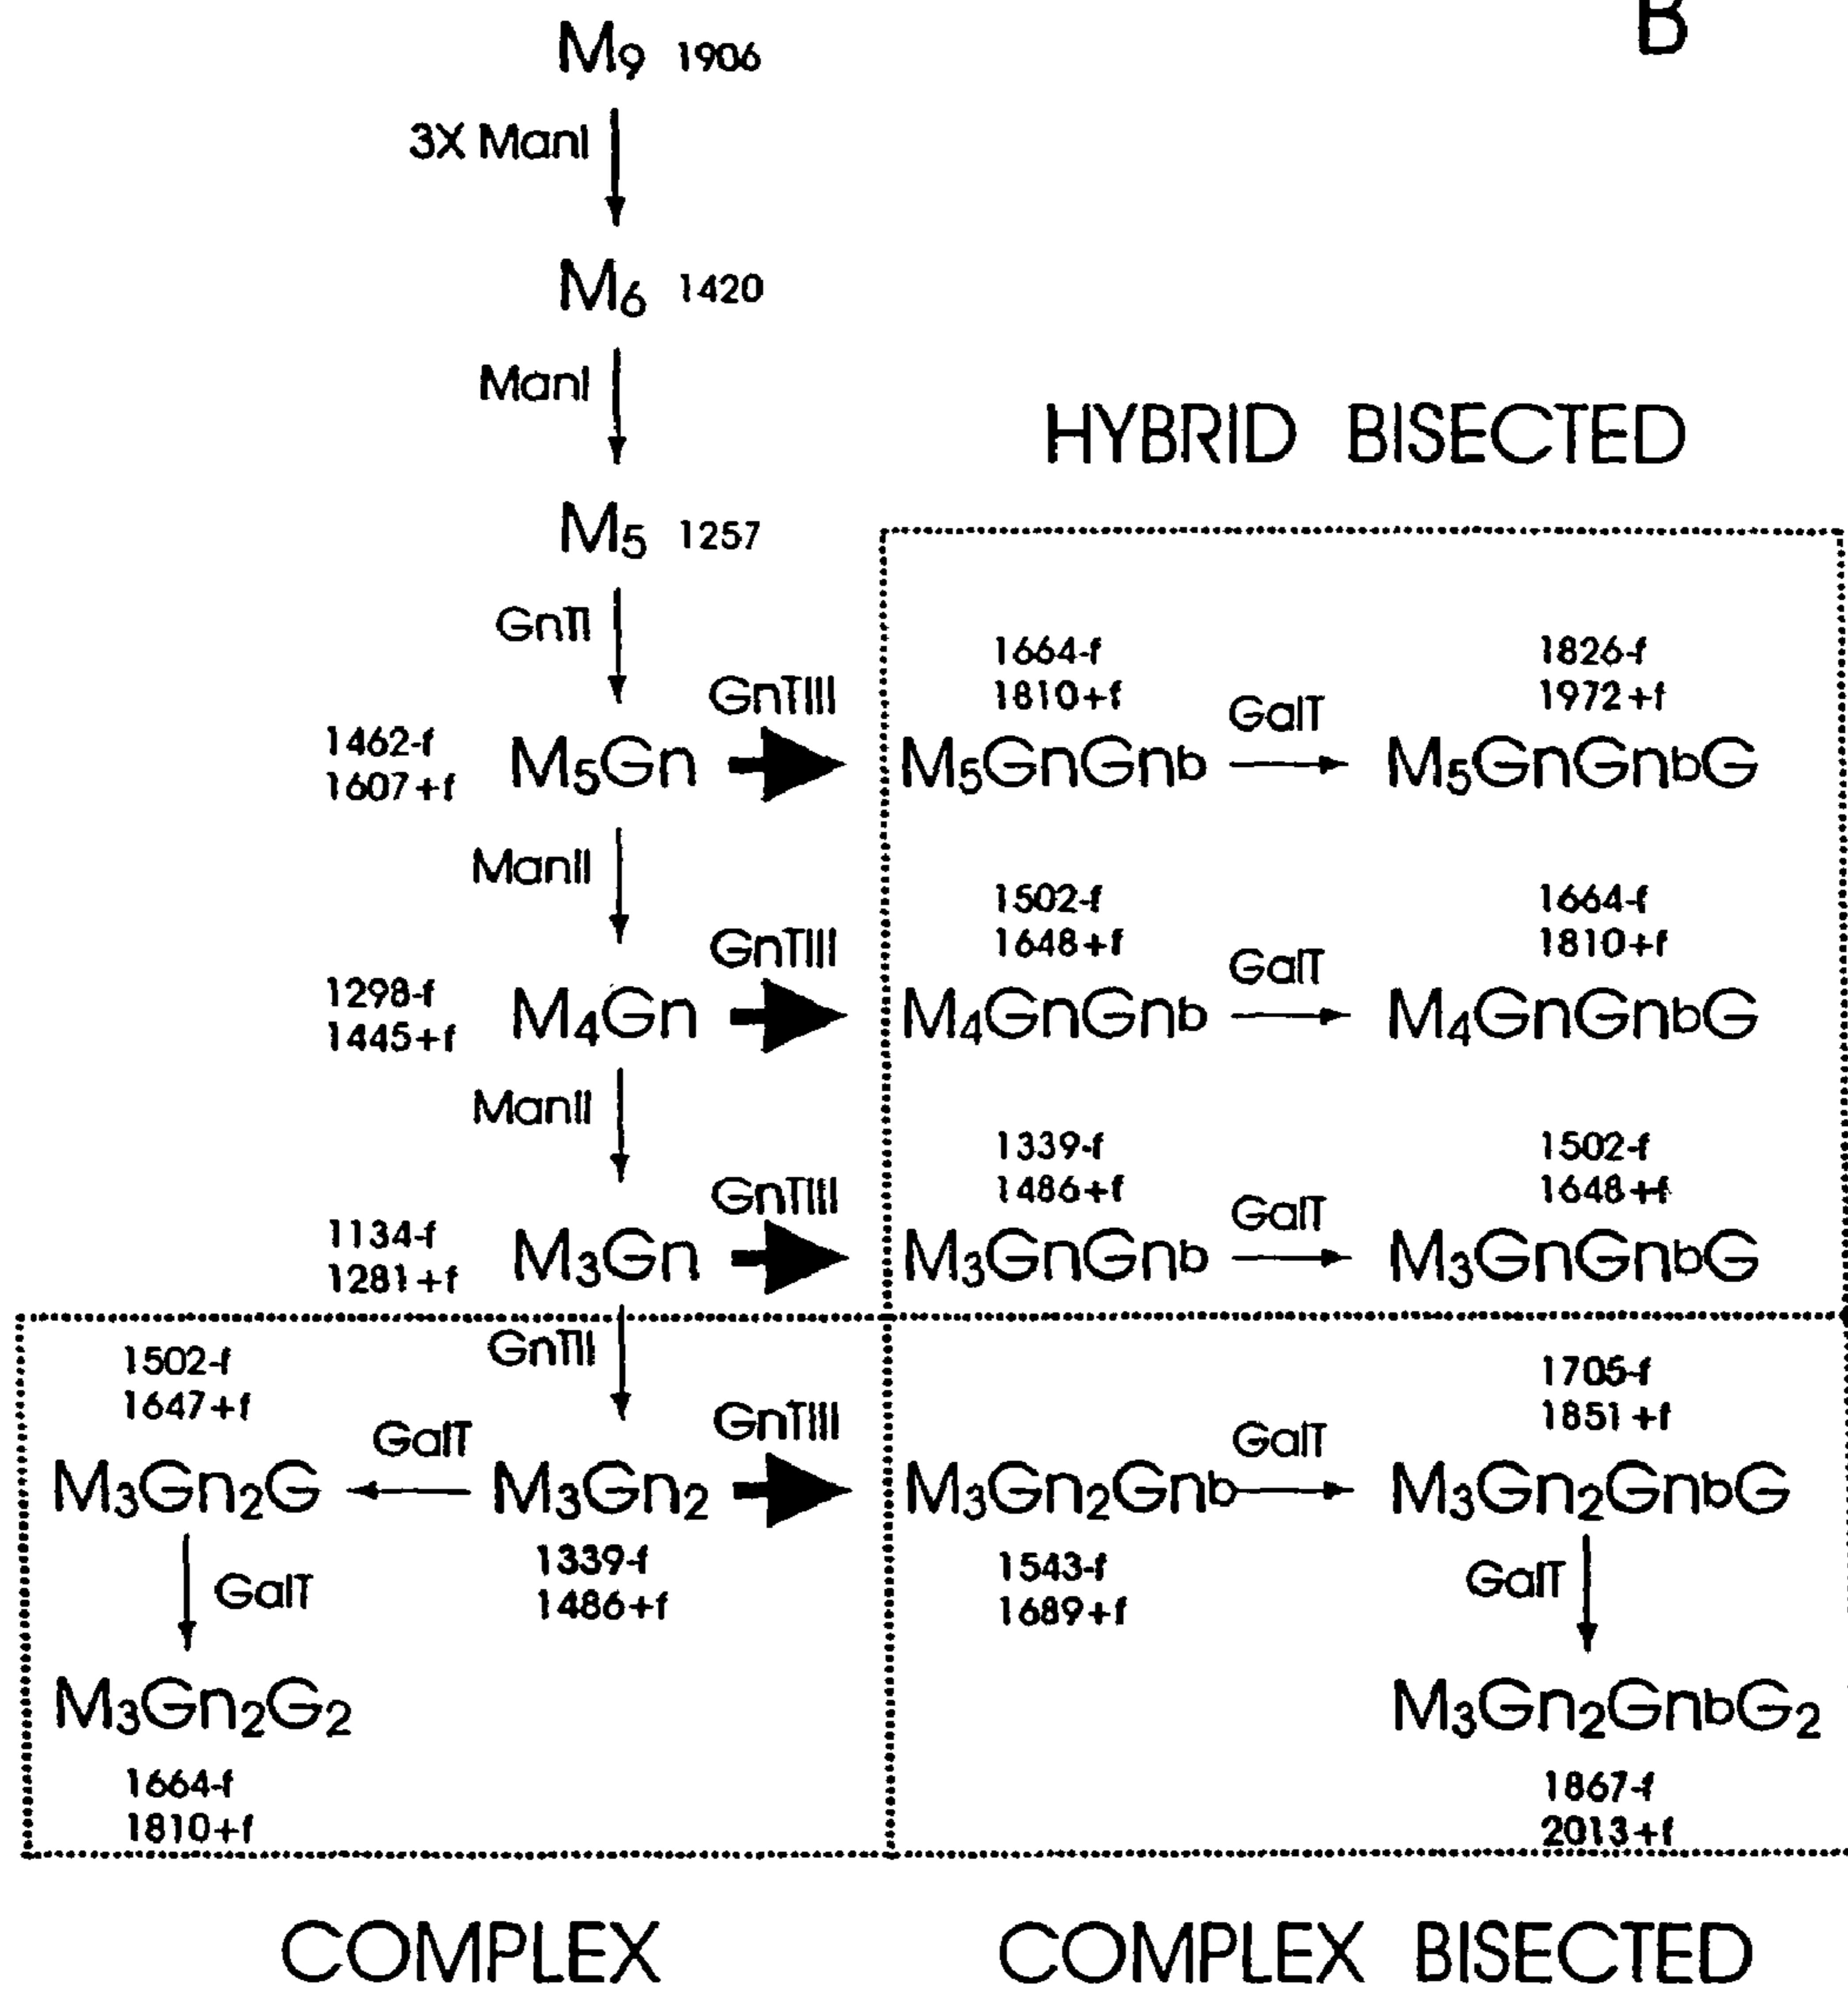 B
M9 1906
3X ManI
M6 1420
ManI
M5 1257
HYBRID BISECTED
GnTI
1462-f
1607+f
M5Gn
GnTIII
1664-f
1810+f
M5GnGnb
GalT
1826-f
1972+f
M5GnGnbG
ManII
1298-f
1445+f
M4Gn
GnTIII
1502-f
1648+f
M4GnGnb
GalT
1664-f
1810+f
M4GnGnbG
ManII
1134-f
1281+f
M3Gn
GnTIII
1339-f
1486+f
M3GnGnb
GalT
1502-f
1648+f
M3GnGnbG
GnTII
1502-f
1647+f
M3Gn2G
GalT
M3Gn2
1339-f
1486+f
GnTIII
M3Gn2Gnb
1543-f
1689+f
GalT
1705-f
1851+f
M3Gn2GnbG
GalT
M3Gn2G2
1664-f
1810+f
GalT
M3Gn2GnbG2
1867-f
2013+f
COMPLEX
COMPLEX BISECTED